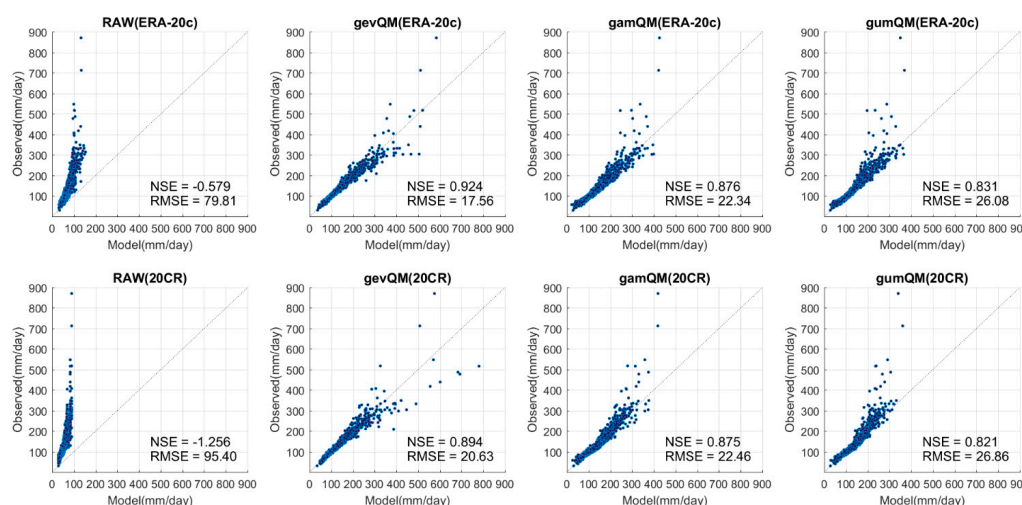 RAW(ERA-20c)
900
800
700
600
500
400
300
200
100
Observed(mm/day)
NSE = -0.579
RMSE = 79.81
0 100 200 300 400 500 600 700 800 900
Model(mm/day)
gevQM(ERA-20c)
900
800
700
600
500
400
300
200
100
Observed(mm/day)
NSE = 0.924
RMSE = 17.56
0 100 200 300 400 500 600 700 800 900
Model(mm/day)
gamQM(ERA-20c)
900
800
700
600
500
400
300
200
100
Observed(mm/day)
NSE = 0.876
RMSE = 22.34
0 100 200 300 400 500 600 700 800 900
Model(mm/day)
gumQM(ERA-20c)
900
800
700
600
500
400
300
200
100
Observed(mm/day)
NSE = 0.831
RMSE = 26.08
0 100 200 300 400 500 600 700 800 900
Model(mm/day)
RAW(20CR)
900
800
700
600
500
400
300
200
100
Observed(mm/day)
NSE = -1.256
RMSE = 95.40
0 100 200 300 400 500 600 700 800 900
Model(mm/day)
gevQM(20CR)
900
800
700
600
500
400
300
200
100
Observed(mm/day)
NSE = 0.894
RMSE = 20.63
0 100 200 300 400 500 600 700 800 900
Model(mm/day)
gamQM(20CR)
900
800
700
600
500
400
300
200
100
Observed(mm/day)
NSE = 0.875
RMSE = 22.46
0 100 200 300 400 500 600 700 800 900
Model(mm/day)
gumQM(20CR)
900
800
700
600
500
400
300
200
100
Observed(mm/day)
NSE = 0.821
RMSE = 26.86
0 100 200 300 400 500 600 700 800 900
Model(mm/day)